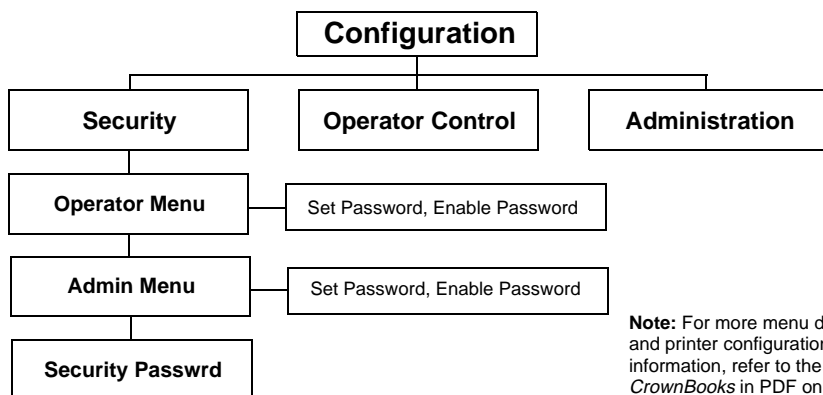 Configuration
Security
Operator Control
Administration
Operator Menu
Set Password, Enable Password
Admin Menu
Set Password, Enable Password
Security Passwrd
Note: For more menu
and printer configuration
information, refer to the
CrownBooks in PDF on